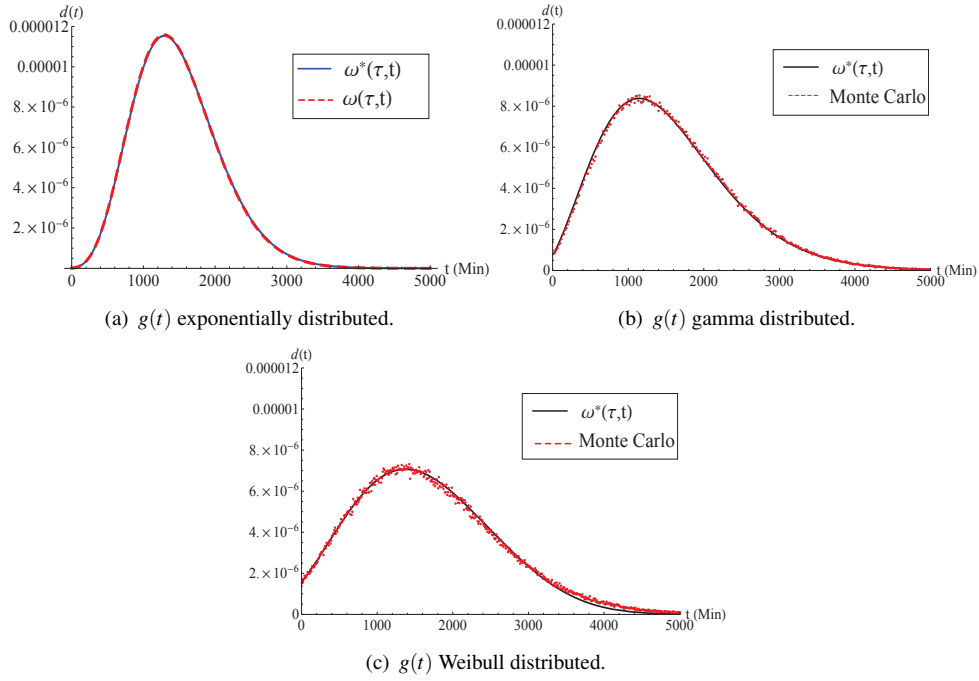 d(t)
0.000012
0.00001
8. × 10⁻⁶
6. × 10⁻⁶
4. × 10⁻⁶
2. × 10⁻⁶
0 1000 2000 3000 4000 5000
t (Min)
ω*(τ,t)
ω(τ,t)
(a) g(t) exponentially distributed.
d(t)
0.000012
0.00001
8. × 10⁻⁶
6. × 10⁻⁶
4. × 10⁻⁶
2. × 10⁻⁶
0
0 1000 2000 3000 4000 5000
t (Min)
ω*(τ,t)
Monte Carlo
(b) g(t) gamma distributed.
d(t)
0.000012
0.00001
8. × 10⁻⁶
6. × 10⁻⁶
4. × 10⁻⁶
2. × 10⁻⁶
0
0 1000 2000 3000 4000 5000
t (Min)
ω*(τ,t)
Monte Carlo
(c) g(t) Weibull distributed.